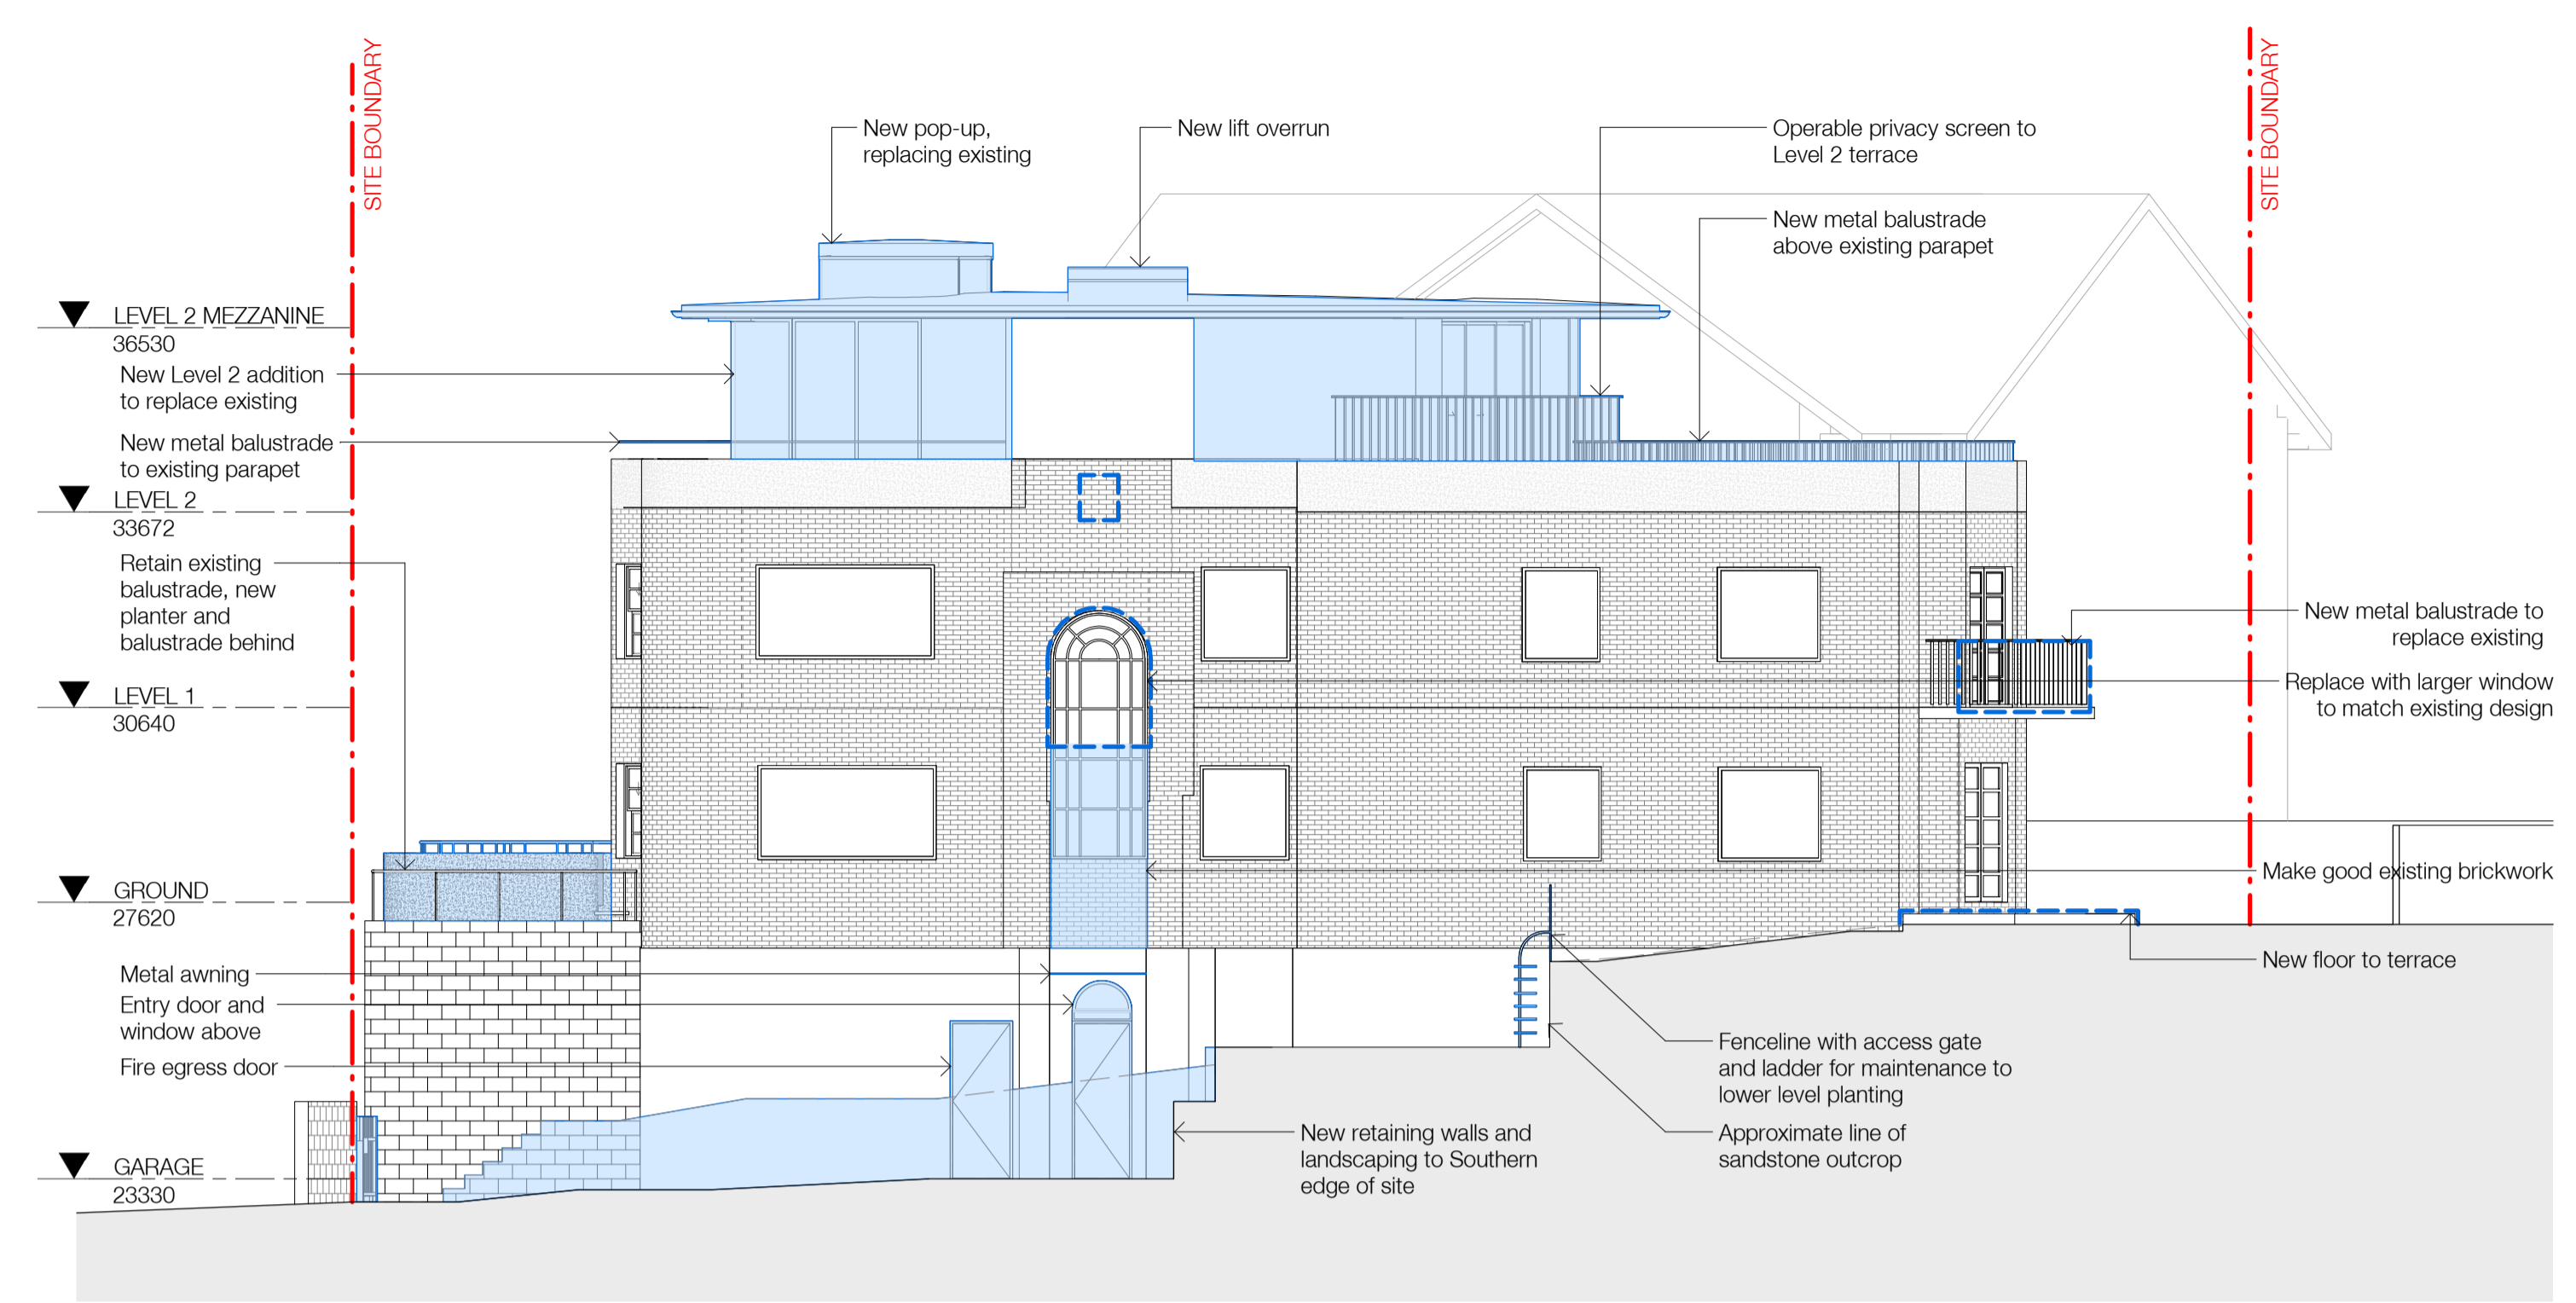 SITE BOUNDARY
SITE BOUNDARY
New pop-up,
replacing existing
New lift overrun
Operable privacy screen to
Level 2 terrace
New metal balustrade
above existing parapet
LEVEL 2 MEZZANINE
36530
New Level 2 addition
to replace existing
New metal balustrade
to existing parapet
LEVEL 2
33672
Retain existing
balustrade, new
planter and
balustrade behind
LEVEL 1
30640
GROUND
27620
Metal awning
Entry door and
window above
Fire egress door
GARAGE
23330
New metal balustrade to
replace existing
Replace with larger window
to match existing design
Make good existing brickwork
New floor to terrace
Fenceline with access gate
and ladder for maintenance to
lower level planting
Approximate line of
sandstone outcrop
New retaining walls and
landscaping to Southern
edge of site